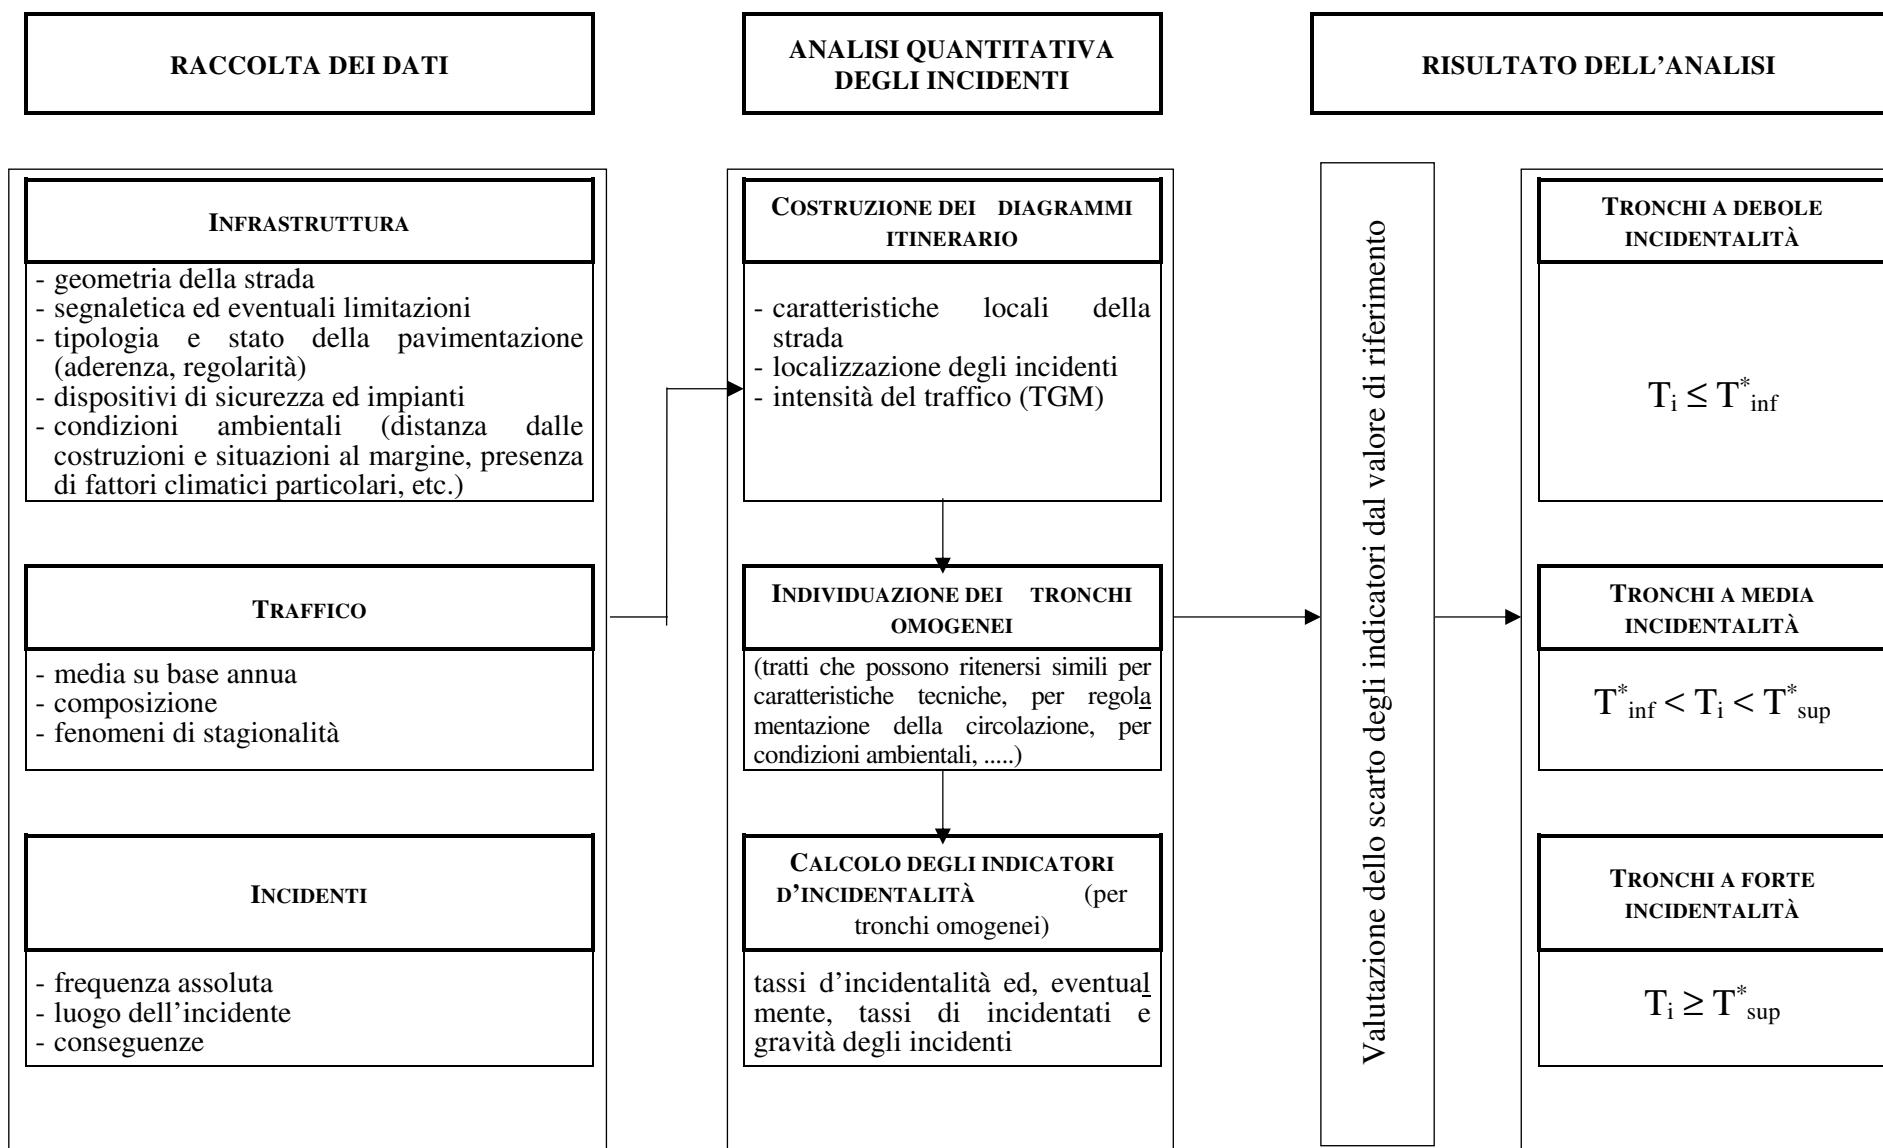 RACCOLTA DEI DATI
ANALISI QUANTITATIVA
DEGLI INCIDENTI
RISULTATO DELL’ANALISI
INFRASTRUTTURA
- geometria della strada
- segnaletica ed eventuali limitazioni
- tipologia e stato della pavimentazione
(aderenza, regolarità)
- dispositivi di sicurezza ed impianti
- condizioni ambientali (distanza dalle
costruzioni e situazioni al margine, presenza
di fattori climatici particolari, etc.)
TRAFFICO
- media su base annua
- composizione
- fenomeni di stagionalità
INCIDENTI
- frequenza assoluta
- luogo dell’incidente
- conseguenze
COSTRUZIONE DEI DIAGRAMMI
ITINERARIO
- caratteristiche locali della
strada
- localizzazione degli incidenti
- intensità del traffico (TGM)
INDIVIDUAZIONE DEI TRONCHI
OMOGENEI
(tratti che possono ritenersi simili per
caratteristiche tecniche, per regola
mentazione della circolazione, per
condizioni ambientali, .....)
CALCOLO DEGLI INDICATORI
D’INCIDENTALITÀ (per
tronchi omogenei)
tassi d’incidentalità ed, eventual
mente, tassi di incidentati e
gravità degli incidenti
Valutazione dello scarto degli indicatori dal valore di riferimento
TRONCHI A DEBOLE
INCIDENTALITÀ
Ti ≤ T*inf
TRONCHI A MEDIA
INCIDENTALITÀ
T*inf < Ti < T*sup
TRONCHI A FORTE
INCIDENTALITÀ
Ti ≥ T*sup